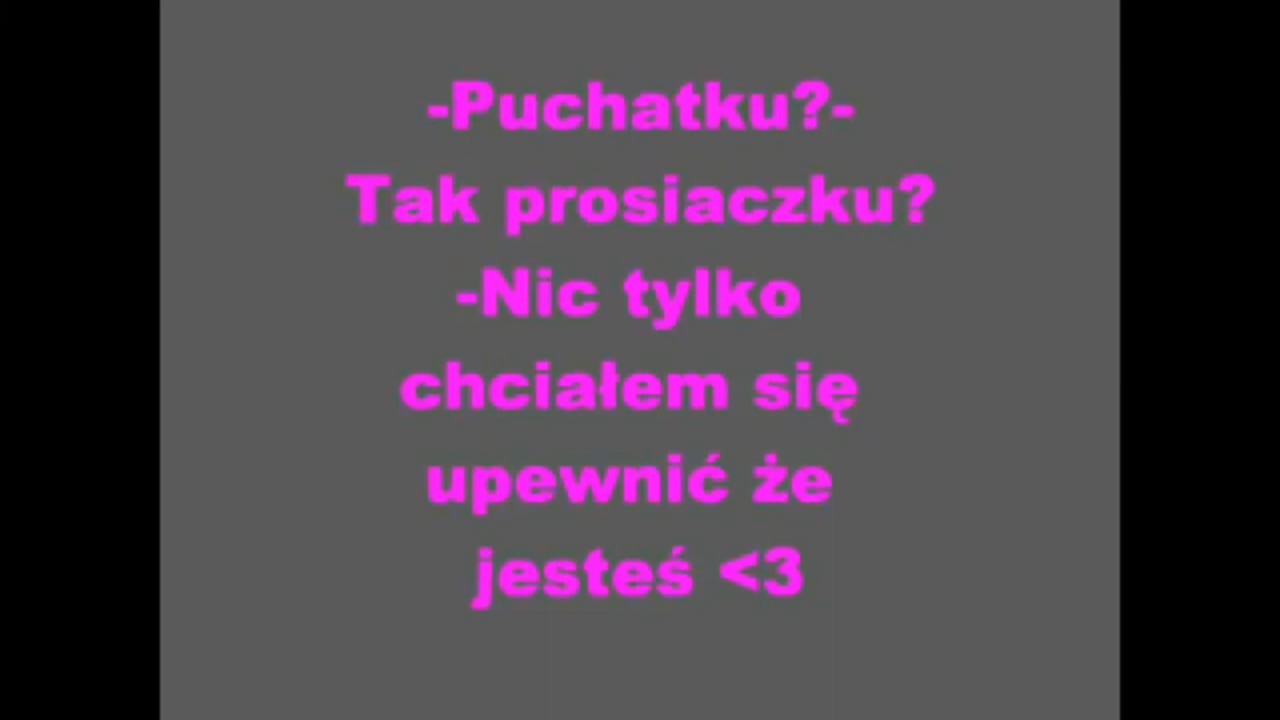 -Puchatku?-
Tak prosiaczku?
-Nic tylko
chciałem się
upewnić że
jesteś <3